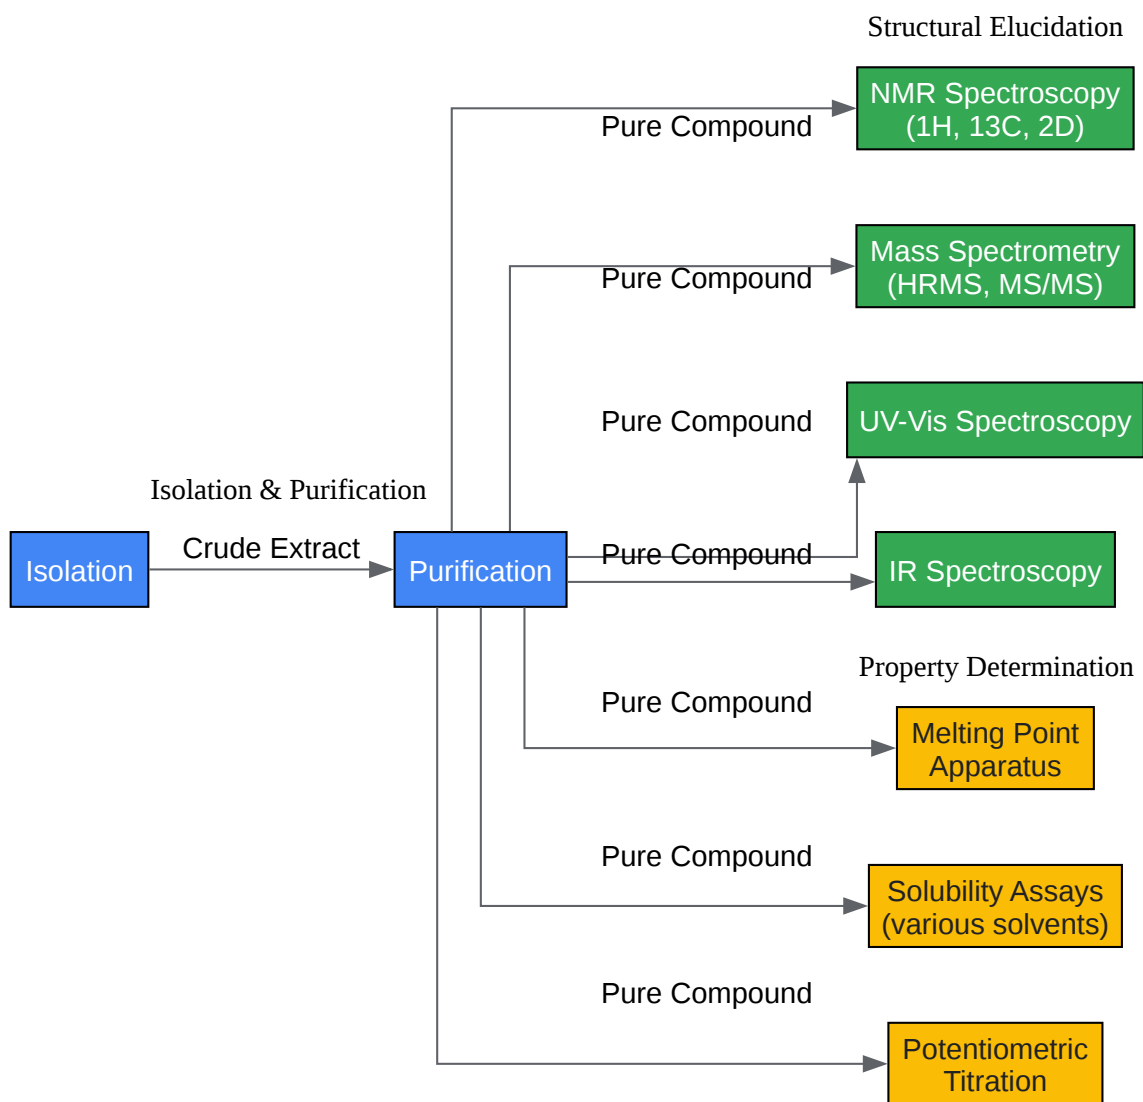 Structural Elucidation
NMR Spectroscopy
(1H, 13C, 2D)
Pure Compound
Mass Spectrometry
(HRMS, MS/MS)
Pure Compound
Pure Compound
UV-Vis Spectroscopy
Isolation & Purification
Crude Extract
Isolation
Purification
Pure Compound
IR Spectroscopy
Property Determination
Pure Compound
Melting Point
Apparatus
Pure Compound
Solubility Assays
(various solvents)
Pure Compound
Potentiometric
Titration